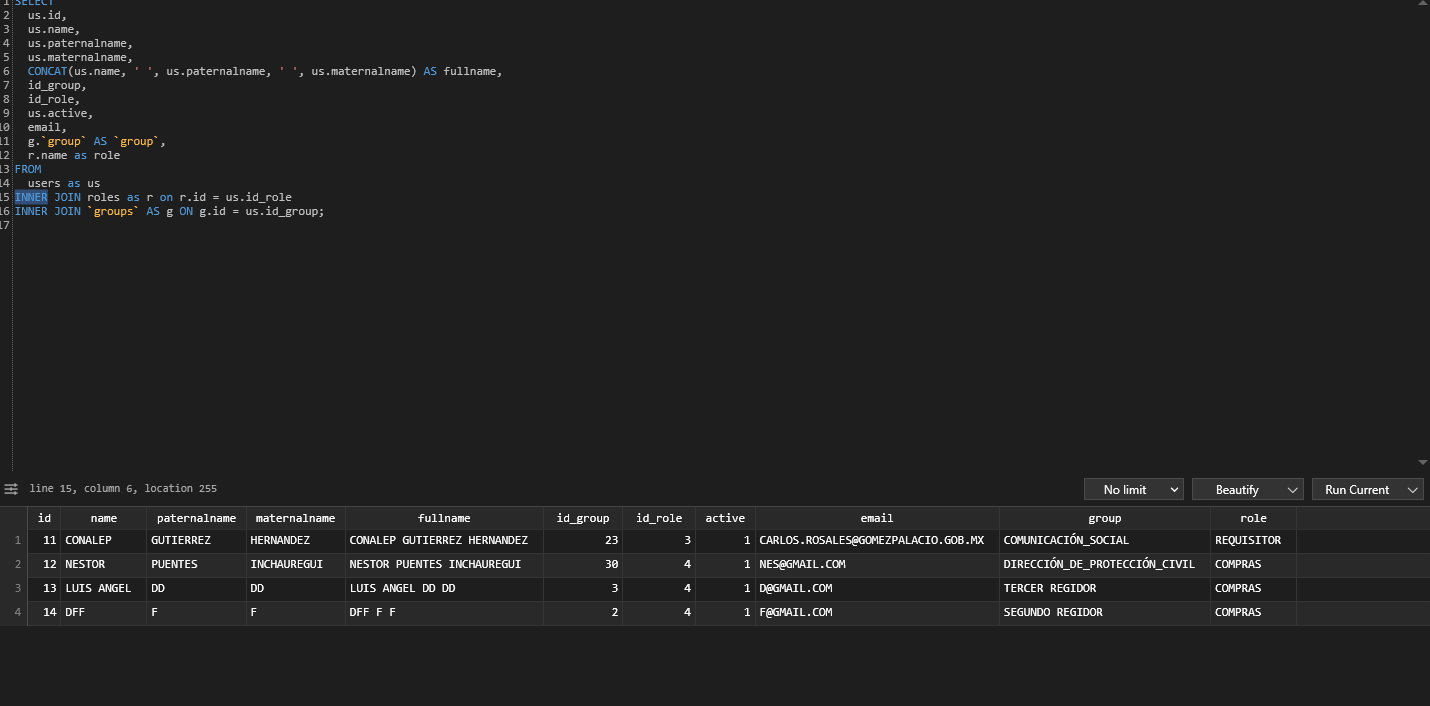 1 SELECT
2 us.id,
3 us.name,
4 us.paternalname,
5 us.maternalname,
6 CONCAT(us.name, ' ', us.paternalname, ' ', us.maternalname) AS fullname,
7 id_group,
8 id_role,
9 us.active,
10 email,
11 g.`group` AS `group`,
12 r.name as role
13 FROM
14 users as us
15 INNER JOIN roles as r on r.id = us.id_role
16 INNER JOIN `groups` AS g ON g.id = us.id_group;
17
line 15, column 6, location 255 No limit Beautify Run Current
id name paternalname maternalname fullname id_group id_role active email group role
1 11 CONALEP GUTIERREZ HERNANDEZ CONALEP GUTIERREZ HERNANDEZ 23 3 1 CARLOS.ROSALES@GOMEZPALACIO.GOB.MX COMUNICACIÓN_SOCIAL REQUISITOR
2 12 NESTOR PUENTES INCHAUREGUI NESTOR PUENTES INCHAUREGUI 30 4 1 NES@GMAIL.COM DIRECCIÓN_DE_PROTECCIÓN_CIVIL COMPRAS
3 13 LUIS ANGEL DD DD LUIS ANGEL DD DD 3 4 1 D@GMAIL.COM TERCER REGIDOR COMPRAS
4 14 DFF F F DFF F F 2 4 1 F@GMAIL.COM SEGUNDO REGIDOR COMPRAS